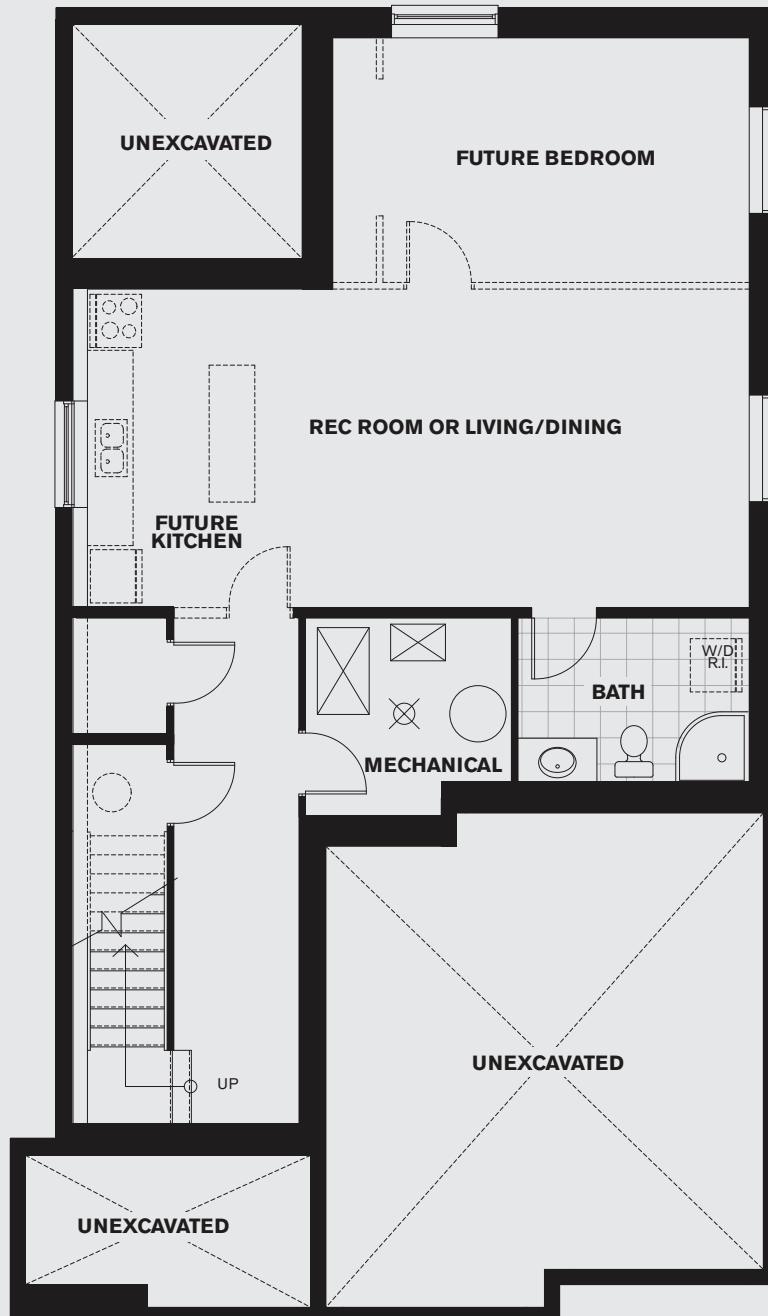 UNEXCAVATED
FUTURE BEDROOM
REC ROOM OR LIVING/DINING
FUTURE
KITCHEN
W/D
R.I.
BATH
MECHANICAL
UNEXCAVATED
UP
UNEXCAVATED